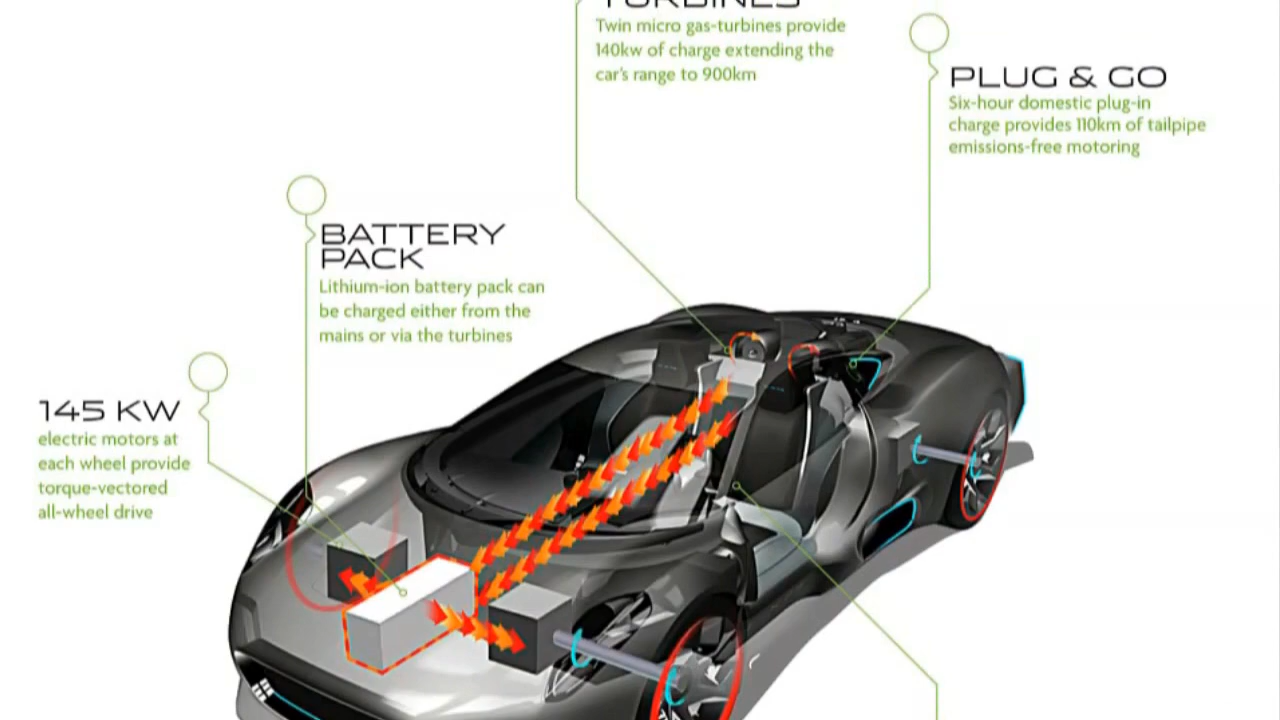 TURBINES
Twin micro gas-turbines provide
140kw of charge extending the
car's range to 900km
PLUG & GO
Six-hour domestic plug-in
charge provides 110km of tailpipe
emissions-free motoring
BATTERY
PACK
Lithium-ion battery pack can
be charged either from the
mains or via the turbines
145 KW
electric motors at
each wheel provide
torque-vectored
all-wheel drive